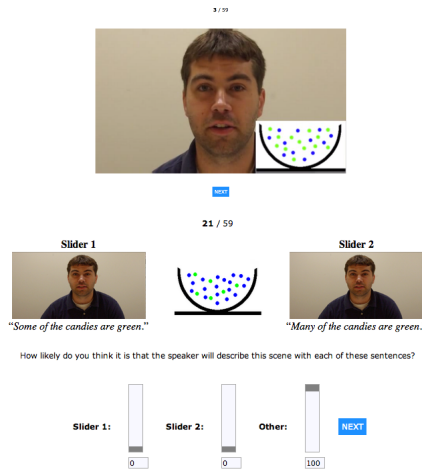 3 / 59
NEXT
21 / 59
Slider 1
Slider 2
“Some of the candies are green.”
“Many of the candies are green.
How likely do you think it is that the speaker will describe this scene with each of these sentences?
Slider 1:
Slider 2:
Other:
NEXT
0
0
100